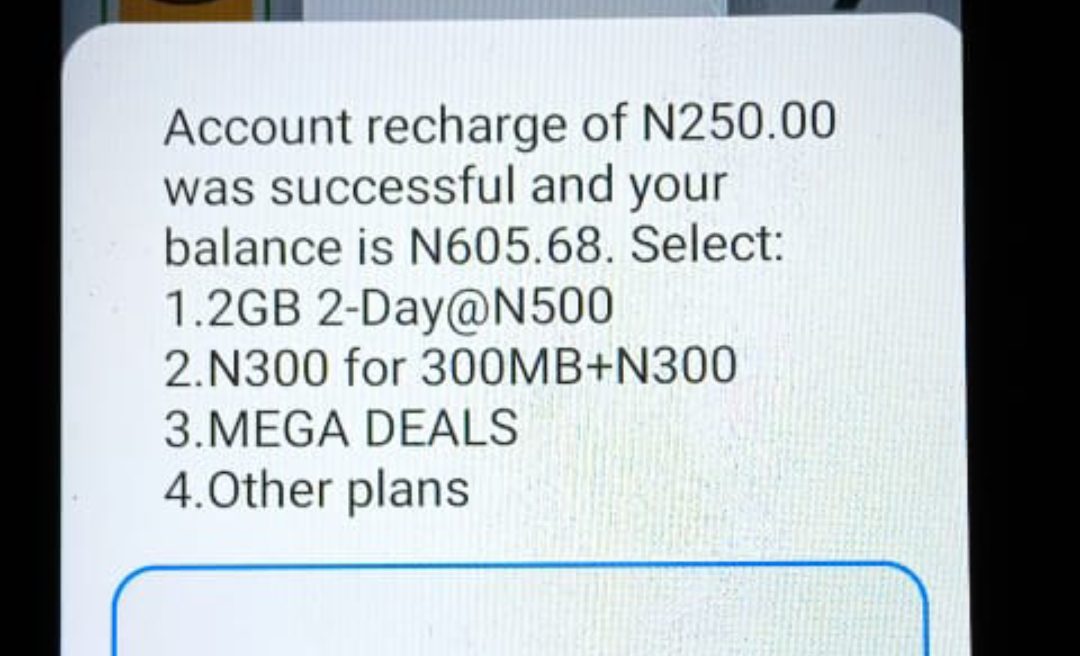 Account recharge of N250.00
was successful and your
balance is N605.68. Select:
1.2GB 2-Day@N500
2.N300 for 300MB+N300
3.MEGA DEALS
4.Other plans